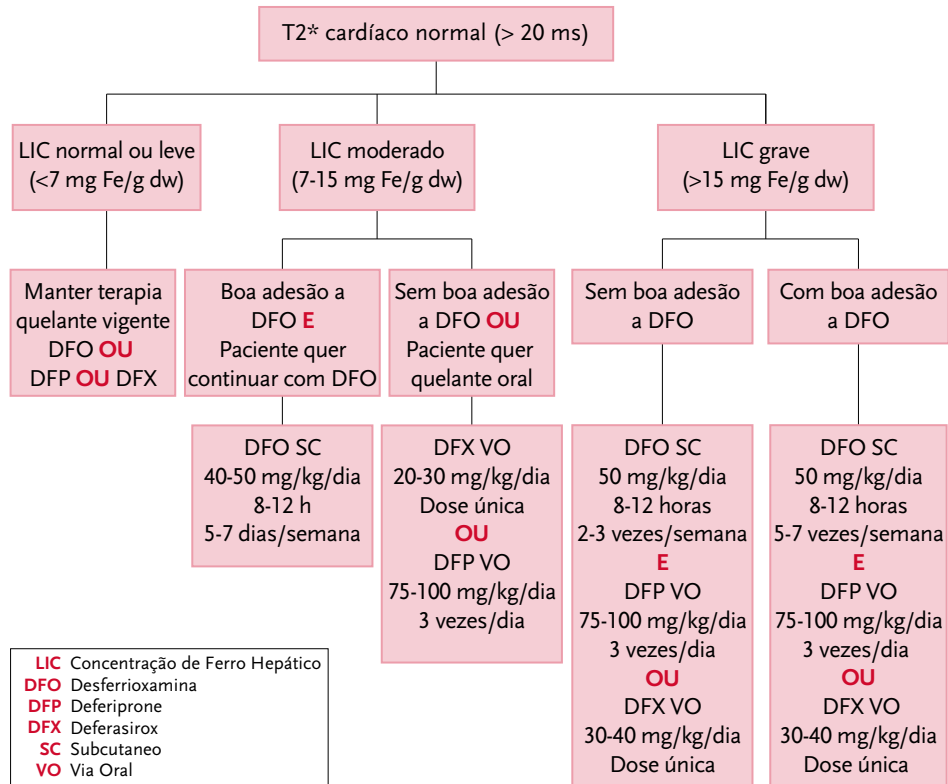 T2* cardíaco normal (> 20 ms)
LIC normal ou leve
(<7 mg Fe/g dw)
LIC moderado
(7-15 mg Fe/g dw)
LIC grave
(>15 mg Fe/g dw)
Manter terapia
quelante vigente
DFO OU
DFP OU DFX
Boa adesão a
DFO E
Paciente quer
continuar com DFO
Sem boa adesão
a DFO OU
Paciente quer
quelante oral
Sem boa adesão
a DFO
Com boa adesão
a DFO
DFO SC
40-50 mg/kg/dia
8-12 h
5-7 dias/semana
DFX VO
20-30 mg/kg/dia
Dose única
OU
DFP VO
75-100 mg/kg/dia
3 vezes/dia
DFO SC
50 mg/kg/dia
8-12 horas
2-3 vezes/semana
E
DFP VO
75-100 mg/kg/dia
3 vezes/dia
OU
DFX VO
30-40 mg/kg/dia
Dose única
DFO SC
50 mg/kg/dia
8-12 horas
5-7 vezes/semana
E
DFP VO
75-100 mg/kg/dia
3 vezes/dia
OU
DFX VO
30-40 mg/kg/dia
Dose única
LIC Concentração de Ferro Hepático
DFO Desferrioxamina
DFP Deferiprone
DFX Deferasirox
SC Subcutaneo
VO Via Oral